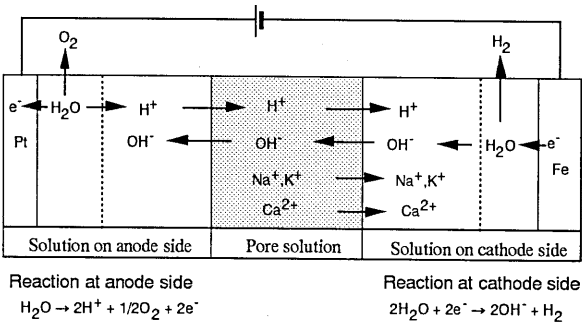 O₂ H₂
e⁻ H₂O H⁺ H⁺ H⁺
Pt OH⁻ OH⁻ OH⁻ H₂O e⁻
Fe
Na⁺,K⁺ Na⁺,K⁺
Ca²⁺ Ca²⁺
Solution on anode side Pore solution Solution on cathode side
Reaction at anode side Reaction at cathode side
H₂O → 2H⁺ + 1/2O₂ + 2e⁻ 2H₂O + 2e⁻ → 2OH⁻ + H₂